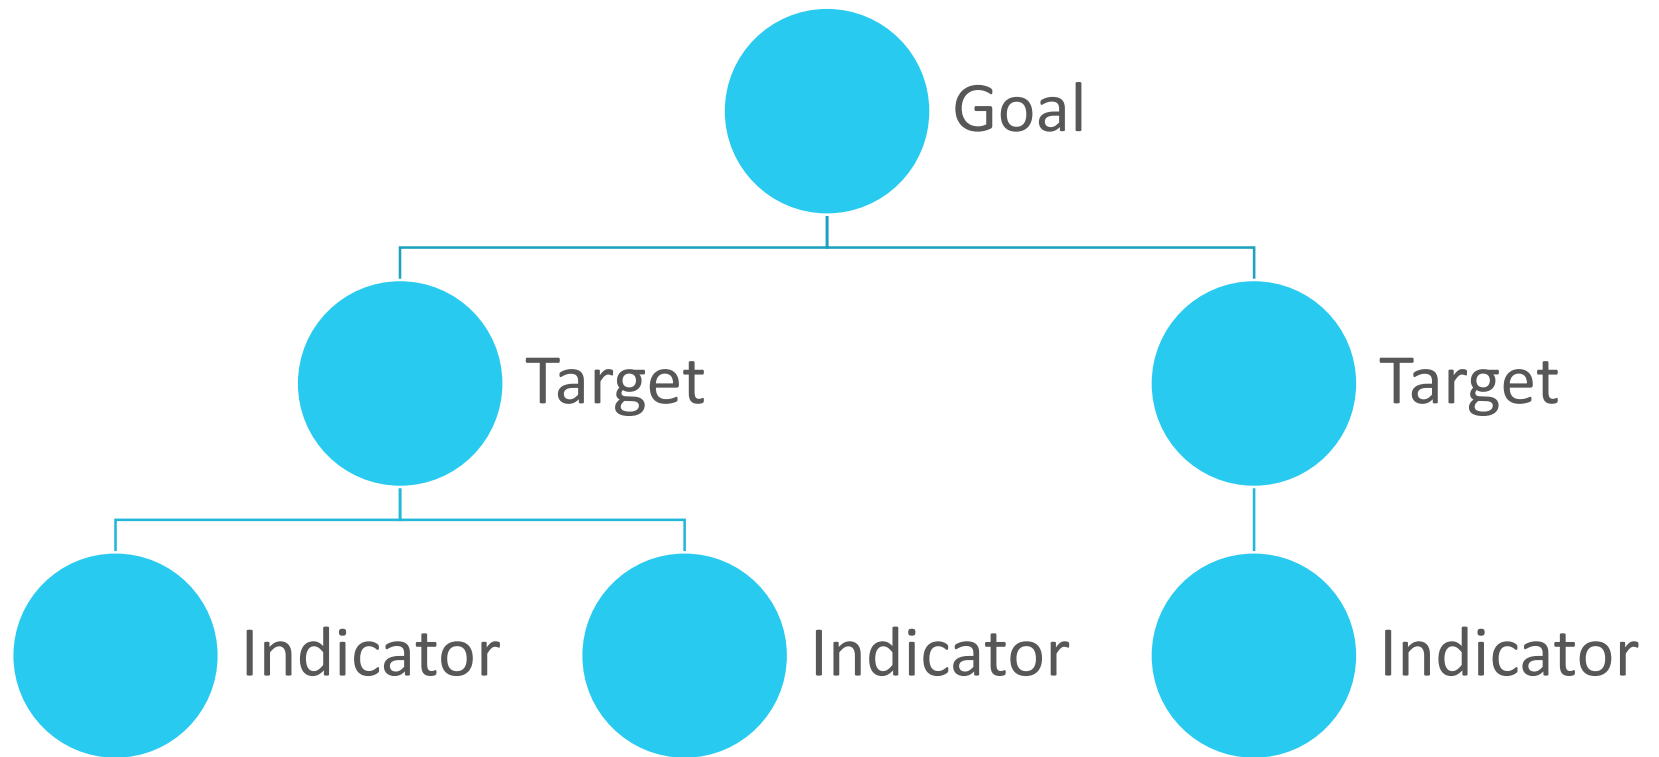 Goal
Target
Target
Indicator
Indicator
Indicator